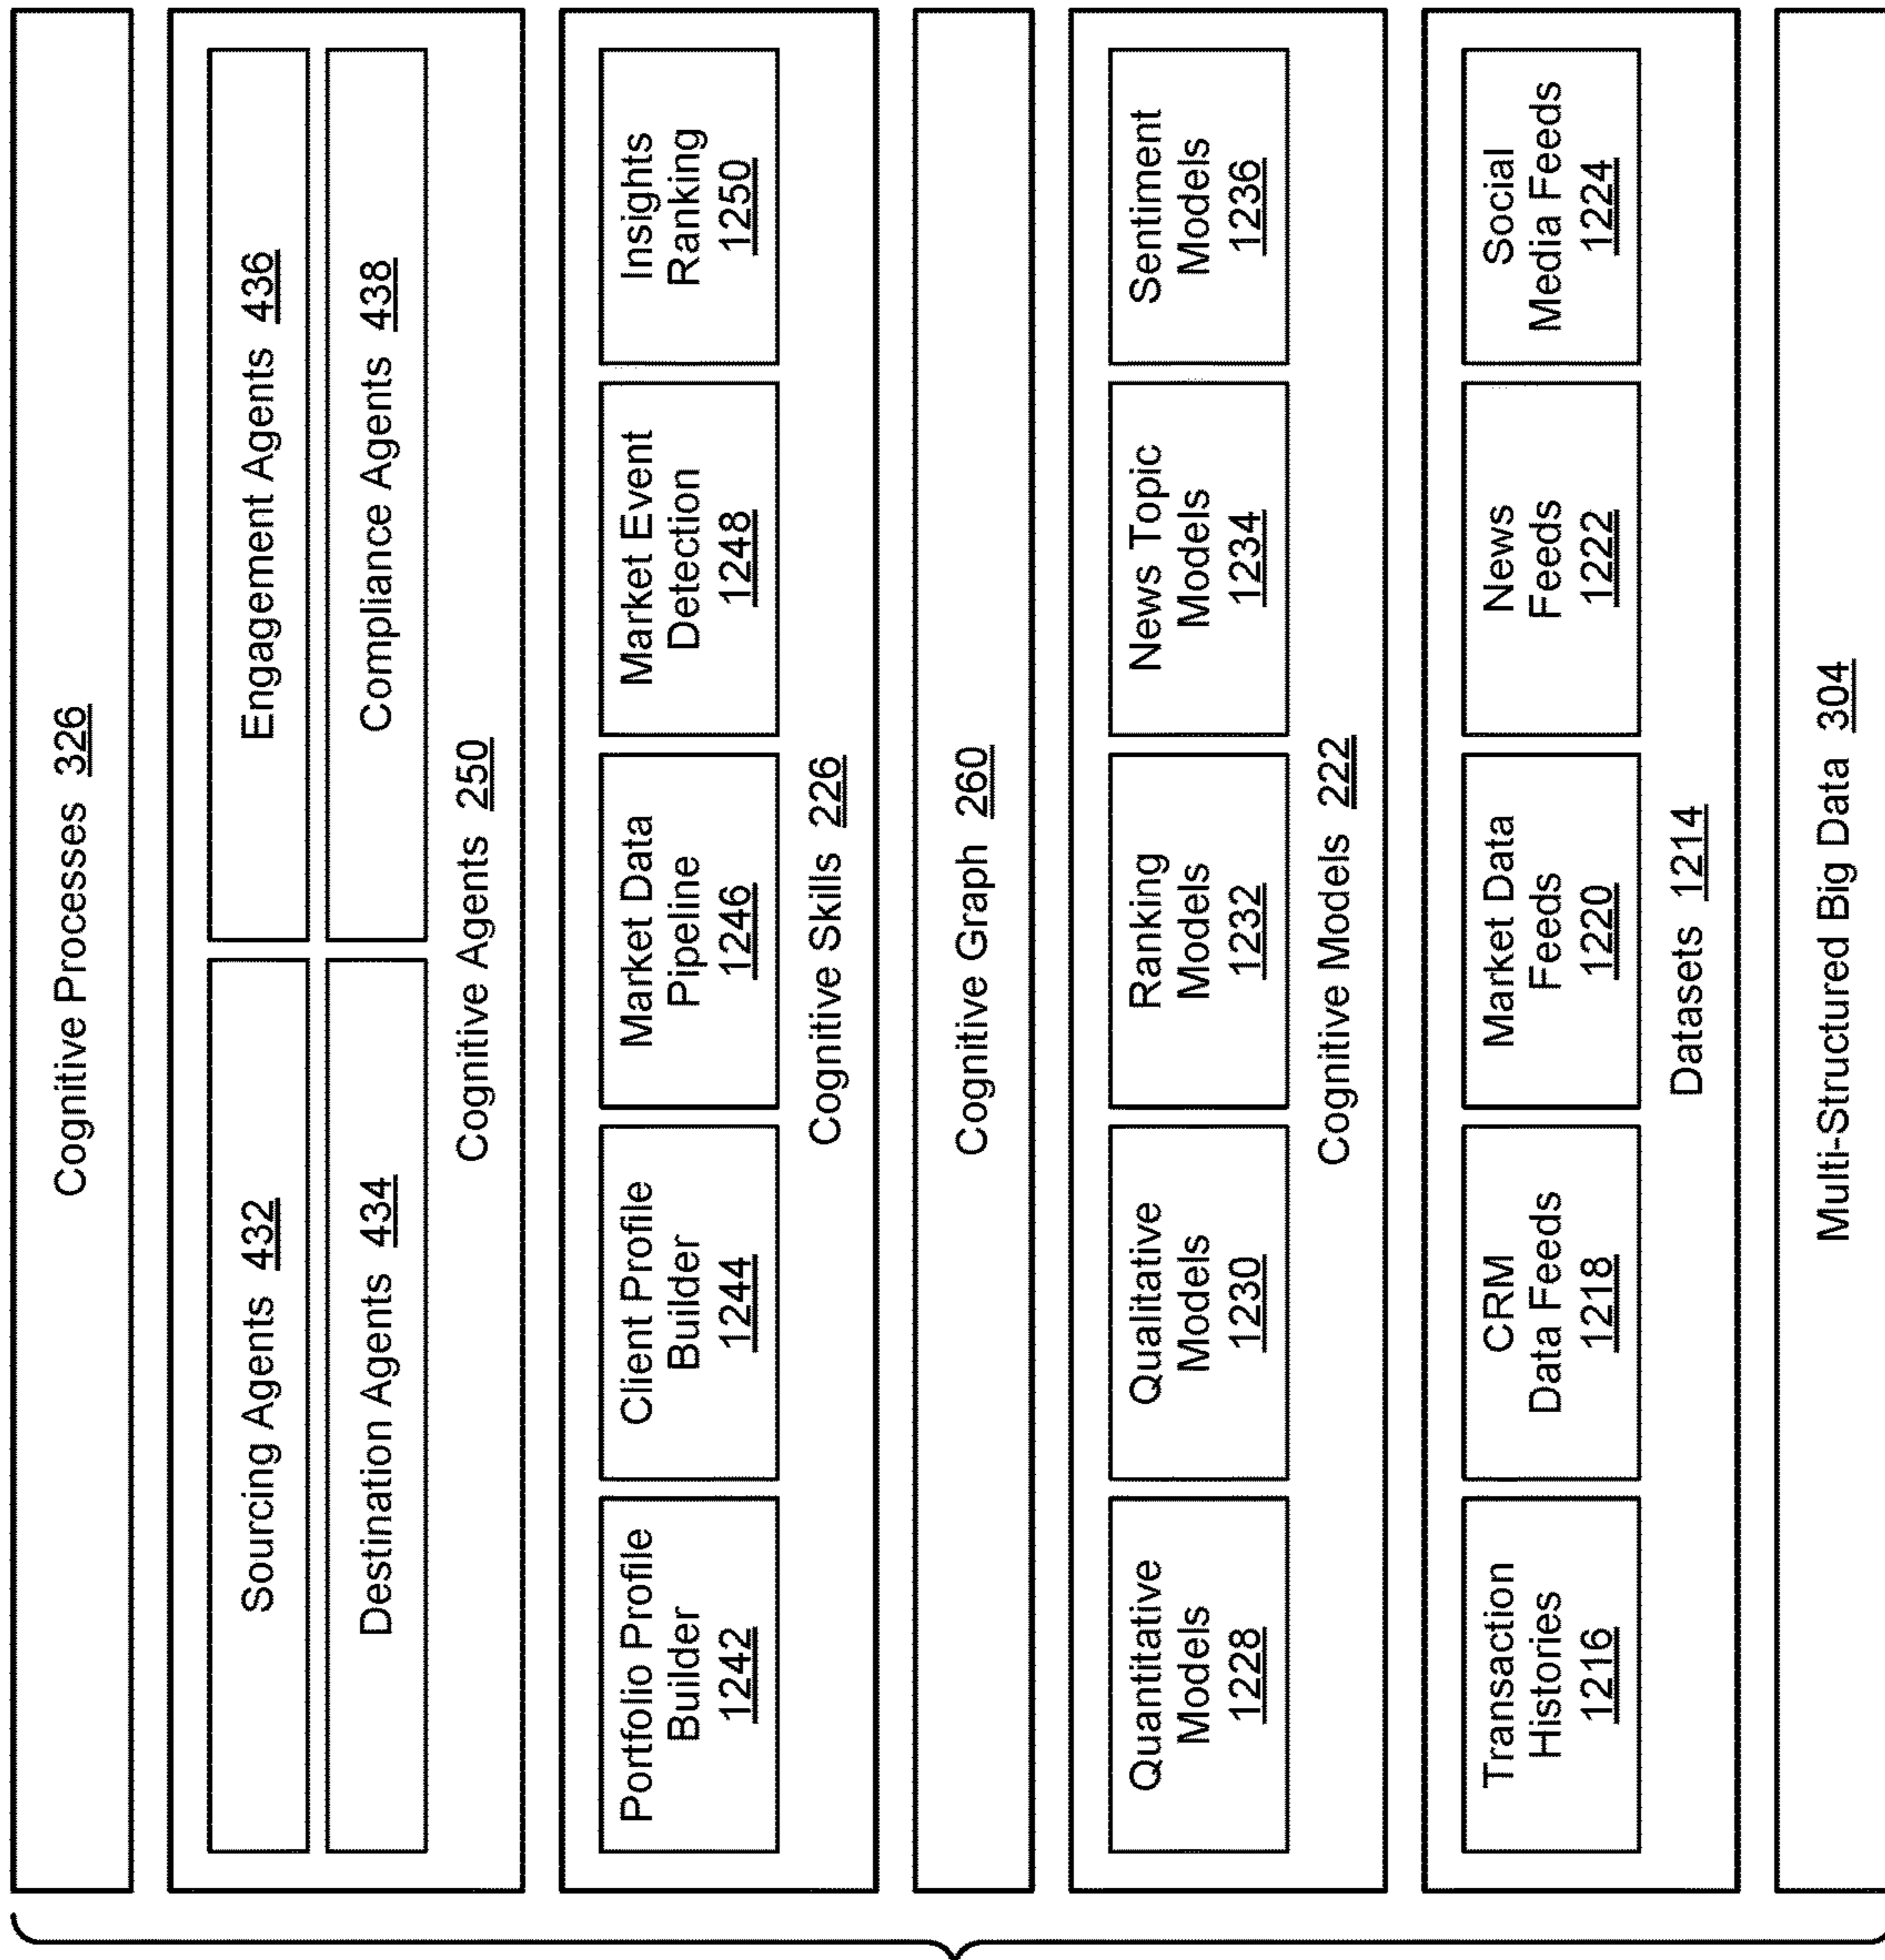 Cognitive Processes 326
Sourcing Agents 432
Engagement Agents 436
Destination Agents 434
Compliance Agents 438
Cognitive Agents 250
Portfolio Profile
Builder
1242
Client Profile
Builder
1244
Market Data
Pipeline
1246
Market Event
Detection
1248
Insights
Ranking
1250
Cognitive Skills 226
Cognitive Graph 260
Quantitative
Models
1228
Qualitative
Models
1230
Ranking
Models
1232
News Topic
Models
1234
Sentiment
Models
1236
Cognitive Models 222
Transaction
Histories
1216
CRM
Data Feeds
1218
Market Data
Feeds
1220
News
Feeds
1222
Social
Media Feeds
1224
Datasets 1214
Multi-Structured Big Data 304